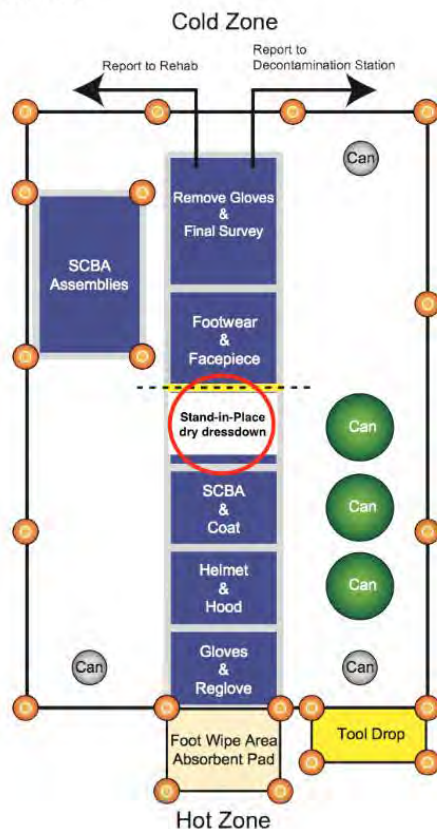 Cold Zone
Report to Rehab
Report to
Decontamination Station
Can
Remove Gloves
&
Final Survey
SCBA
Assemblies
Footwear
&
Facepiece
Stand-in-Place
dry dressdown
Can
SCBA
&
Coat
Can
Helmet
&
Hood
Can
Gloves
&
Reglove
Can
Can
Foot Wipe Area
Absorbent Pad
Tool Drop
Hot Zone